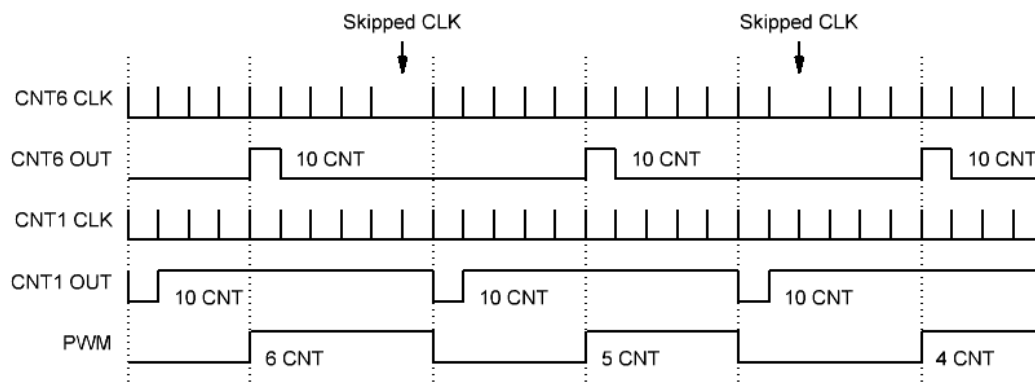 Skipped CLK Skipped CLK
CNT6 CLK
CNT6 OUT 10 CNT 10 CNT 10 CNT
CNT1 CLK
CNT1 OUT 10 CNT 10 CNT 10 CNT
PWM 6 CNT 5 CNT 4 CNT